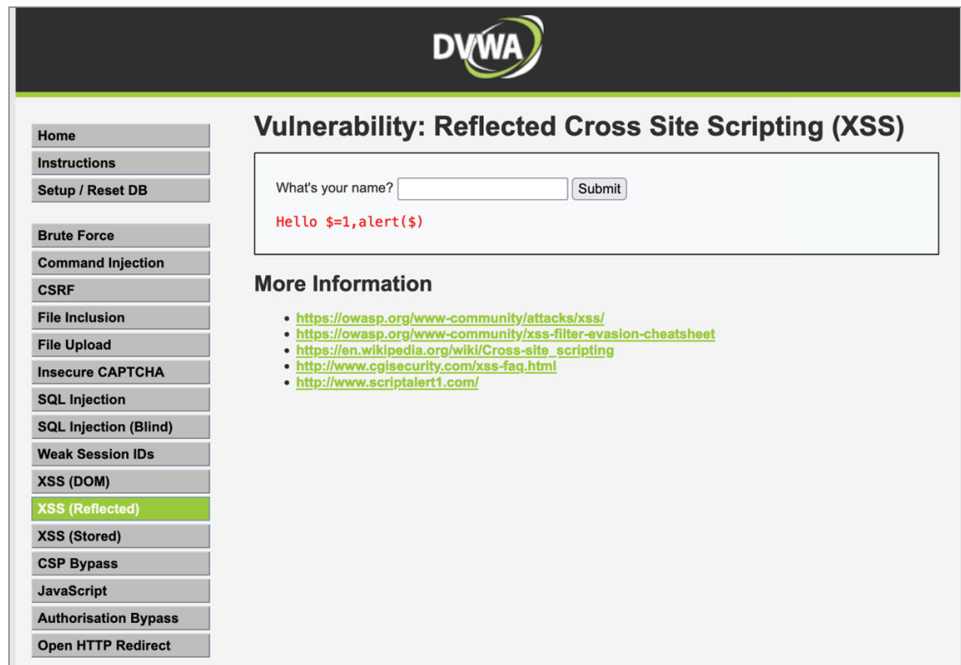 DVWA
Vulnerability: Reflected Cross Site Scripting (XSS)
Home
Instructions
Setup / Reset DB
Brute Force
Command Injection
CSRF
File Inclusion
File Upload
Insecure CAPTCHA
SQL Injection
SQL Injection (Blind)
Weak Session IDs
XSS (DOM)
XSS (Reflected)
XSS (Stored)
CSP Bypass
JavaScript
Authorisation Bypass
Open HTTP Redirect
What's your name? Submit
Hello $=1,alert($)
More Information
https://owasp.org/www-community/attacks/xss/
https://owasp.org/www-community/xss-filter-evasion-cheatsheet
https://en.wikipedia.org/wiki/Cross-site_scripting
http://www.cgisecurity.com/xss-faq.html
http://www.scriptalert1.com/